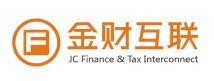 金财互联
JC Finance & Tax Interconnect